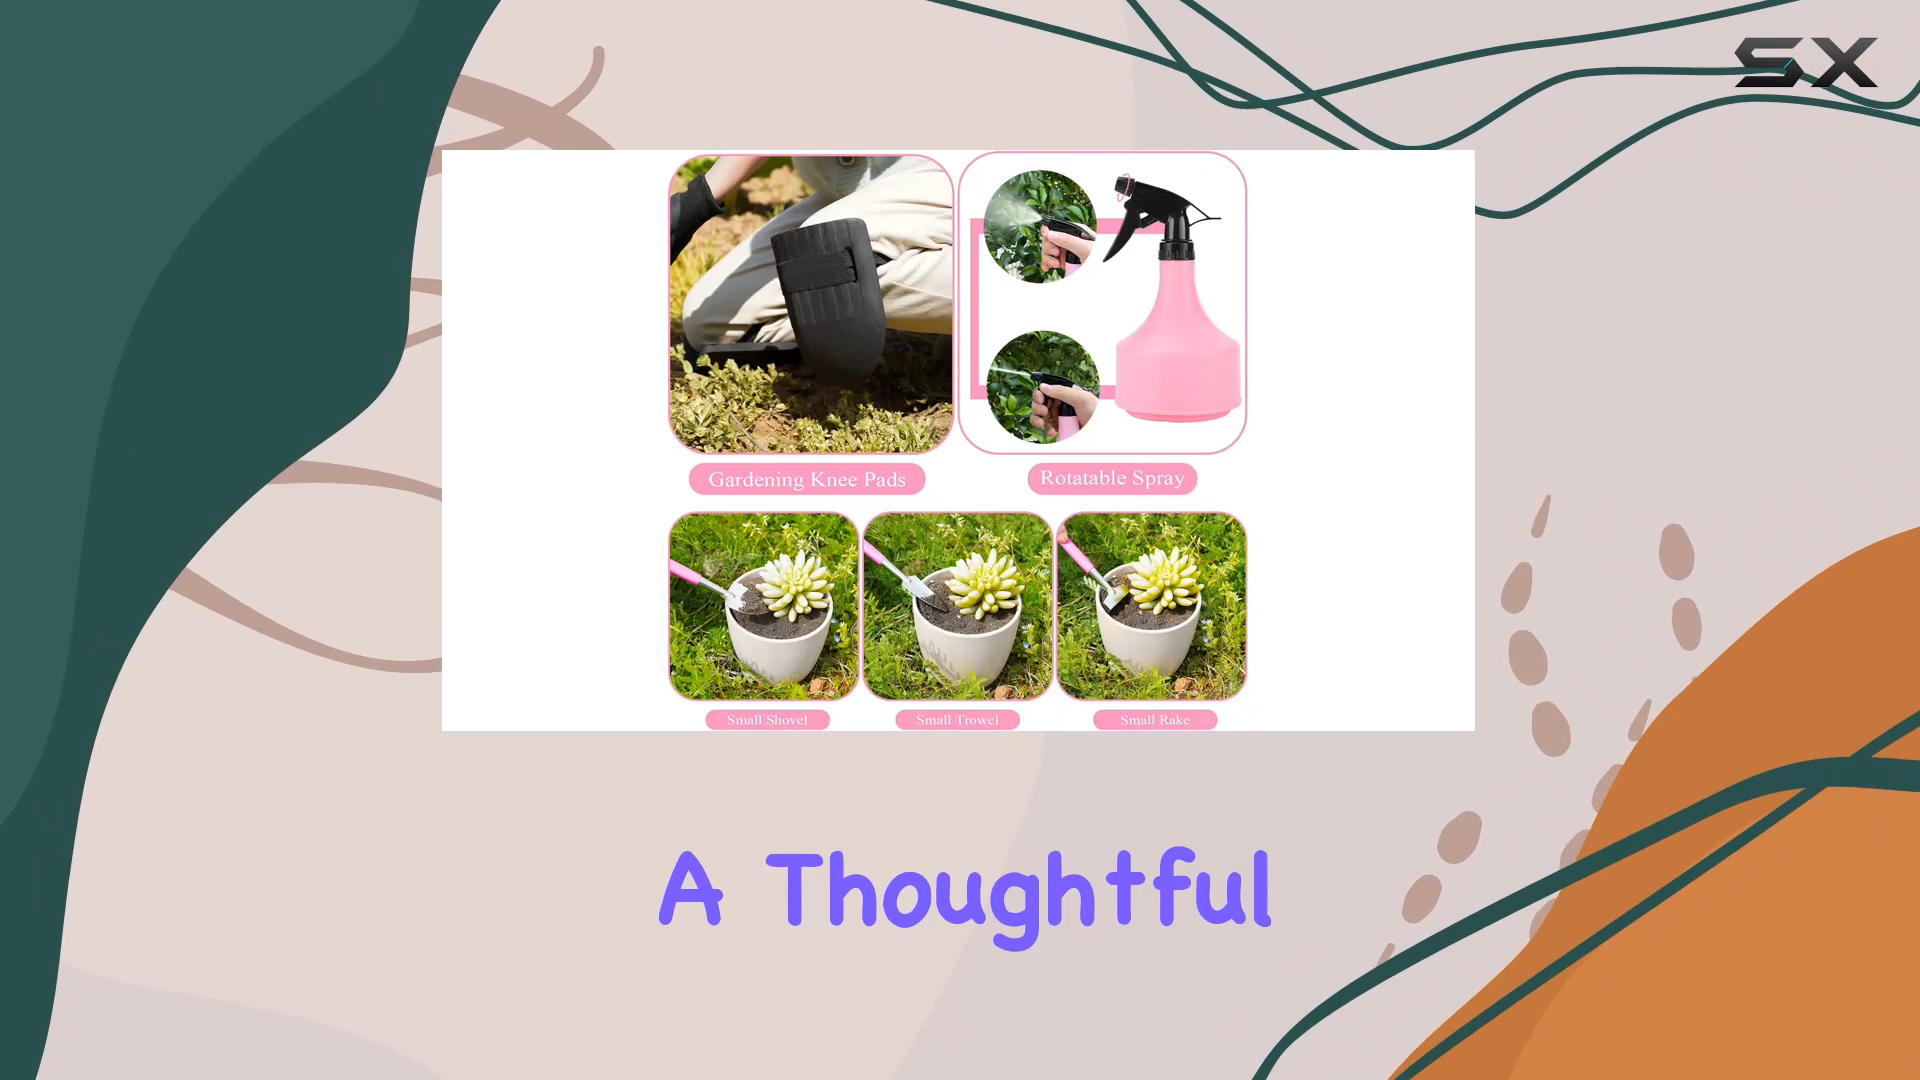 SX
Gardening Knee Pads
Rotatable Spray
Small Shovel
Small Trowel
Small Rake
A Thoughtful